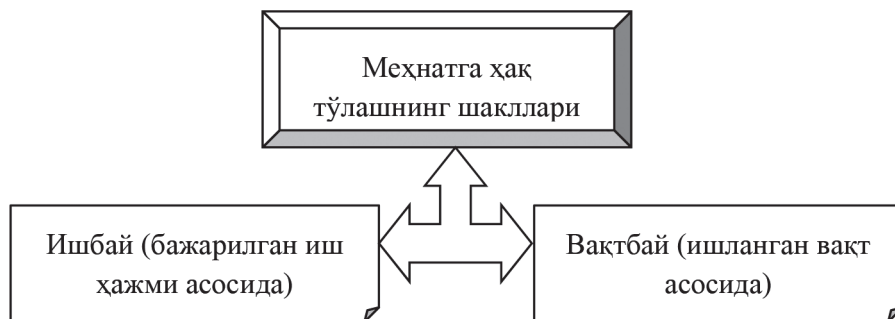 Меҳнатга ҳақ
тўлашнинг шакллари
Ишбай (бажарилган иш
ҳажми асосида)
Вақтбай (ишланган вақт
асосида)